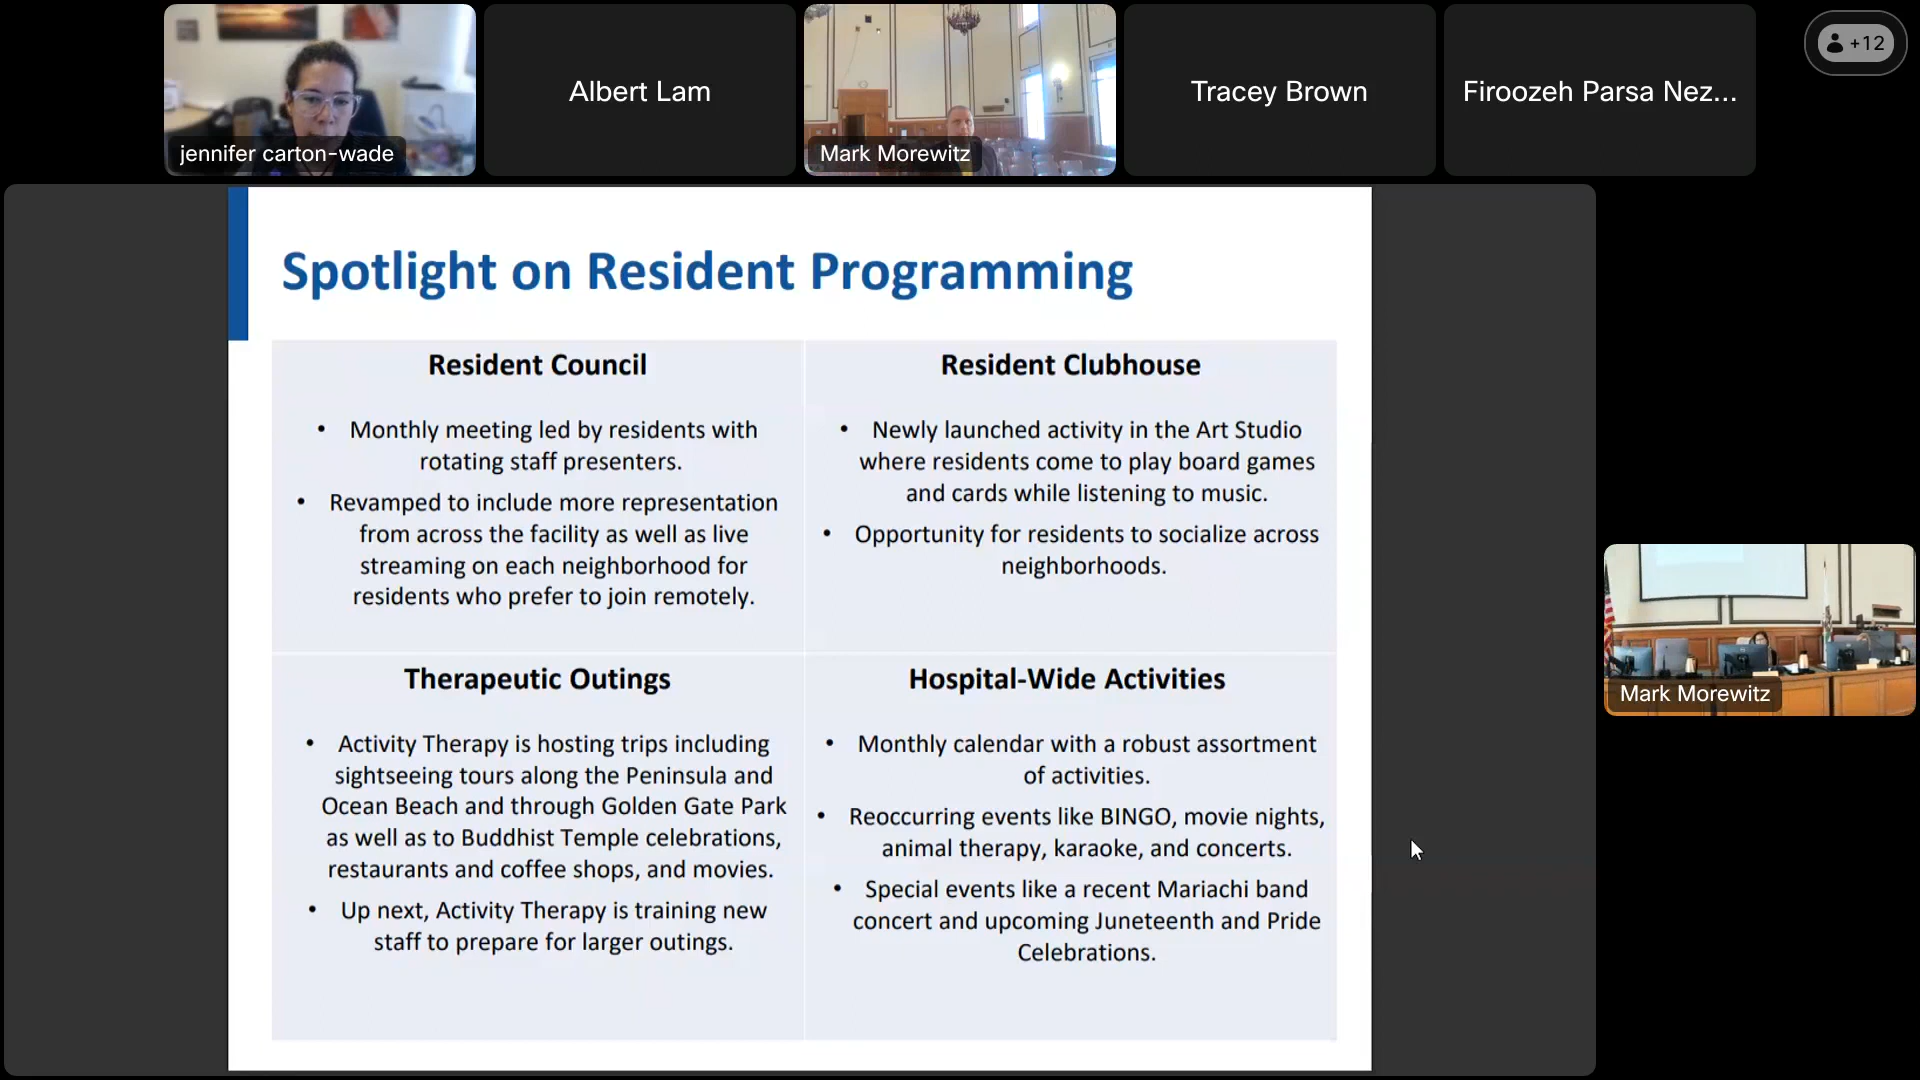 jennifer carton-wade
Albert Lam
Mark Morewitz
Tracey Brown
Firoozeh Parsa Nez...
+12
Spotlight on Resident Programming
Resident Council
• Monthly meeting led by residents with
rotating staff presenters.
• Revamped to include more representation
from across the facility as well as live
streaming on each neighborhood for
residents who prefer to join remotely.
Resident Clubhouse
• Newly launched activity in the Art Studio
where residents come to play board games
and cards while listening to music.
• Opportunity for residents to socialize across
neighborhoods.
Therapeutic Outings
• Activity Therapy is hosting trips including
sightseeing tours along the Peninsula and
Ocean Beach and through Golden Gate Park
as well as to Buddhist Temple celebrations,
restaurants and coffee shops, and movies.
• Up next, Activity Therapy is training new
staff to prepare for larger outings.
Hospital-Wide Activities
• Monthly calendar with a robust assortment
of activities.
• Reoccurring events like BINGO, movie nights,
animal therapy, karaoke, and concerts.
• Special events like a recent Mariachi band
concert and upcoming Juneteenth and Pride
Celebrations.
Mark Morewitz